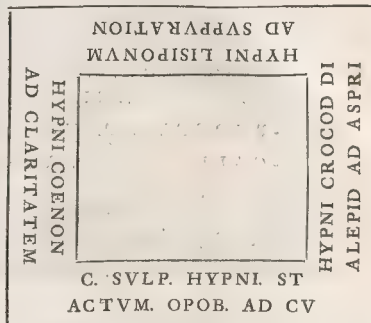 HYPNI LISIPONVM
AD SVPPVRATION
HYPNI COENON
AD CLARITATEM
HYPNI CROCOD DI
ALEPID AD ASPRI
C. SVLP. HYPNI. ST
ACTVM. OPOB. AD CV